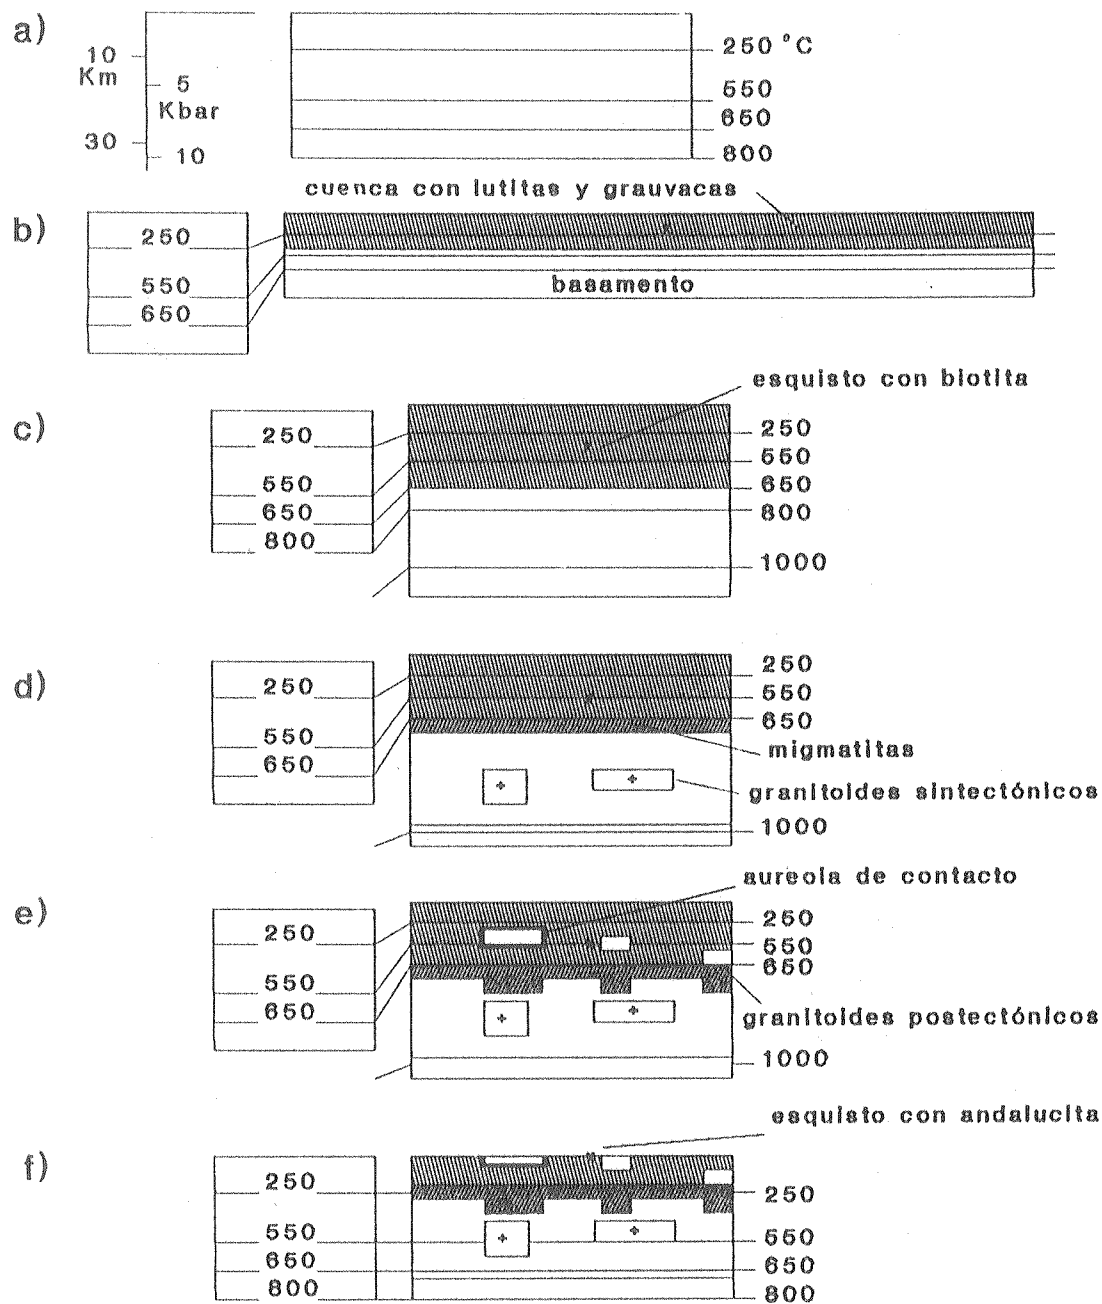 a)
10
Km
30
5
Kbar
10
250 °C
550
650
800
cuenca con lutitas y grauvacas
b)
250
550
650
basamento
esquisto con biotita
c)
250
550
650
800
250
550
650
800
1000
d)
250
550
650
250
550
650
migmatitas
granitoides sintectónicos
1000
aureola de contacto
e)
250
550
650
250
550
650
granitoides postectónicos
1000
esquisto con andalucita
f)
250
550
650
800
250
550
650
800